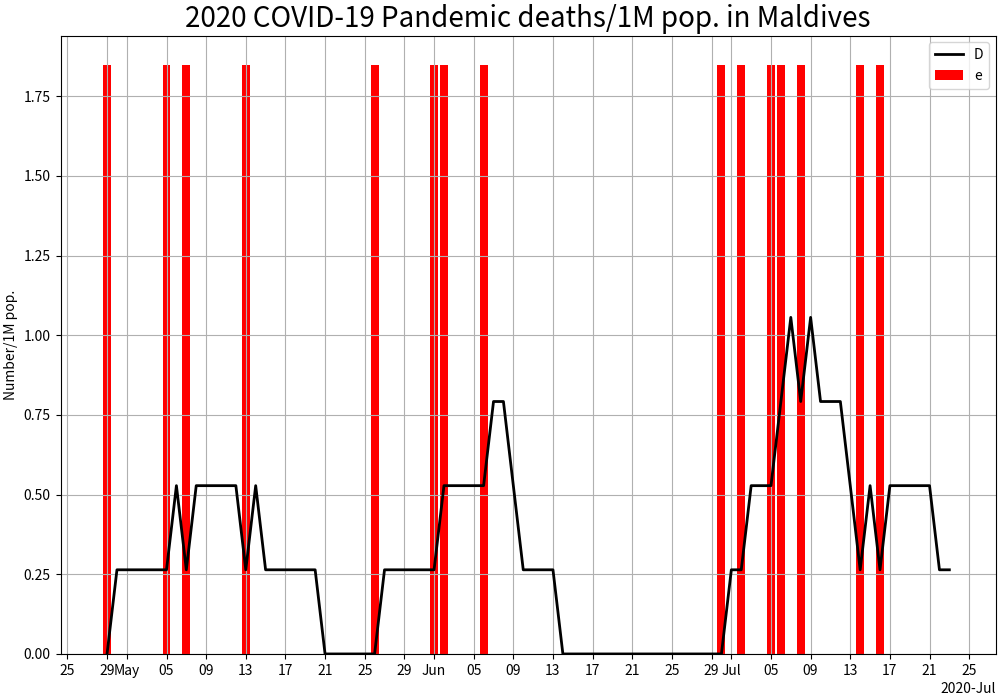 2020 COVID-19 Pandemic deaths/1M pop. in Maldives
D
e
Number/1M pop.
1.75
1.50
1.25
1.00
0.75
0.50
0.25
0.00
25 29 May 05 09 13 17 21 25 29 Jun 05 09 13 17 21 25 29 Jul 05 09 13 17 21 25
2020-Jul